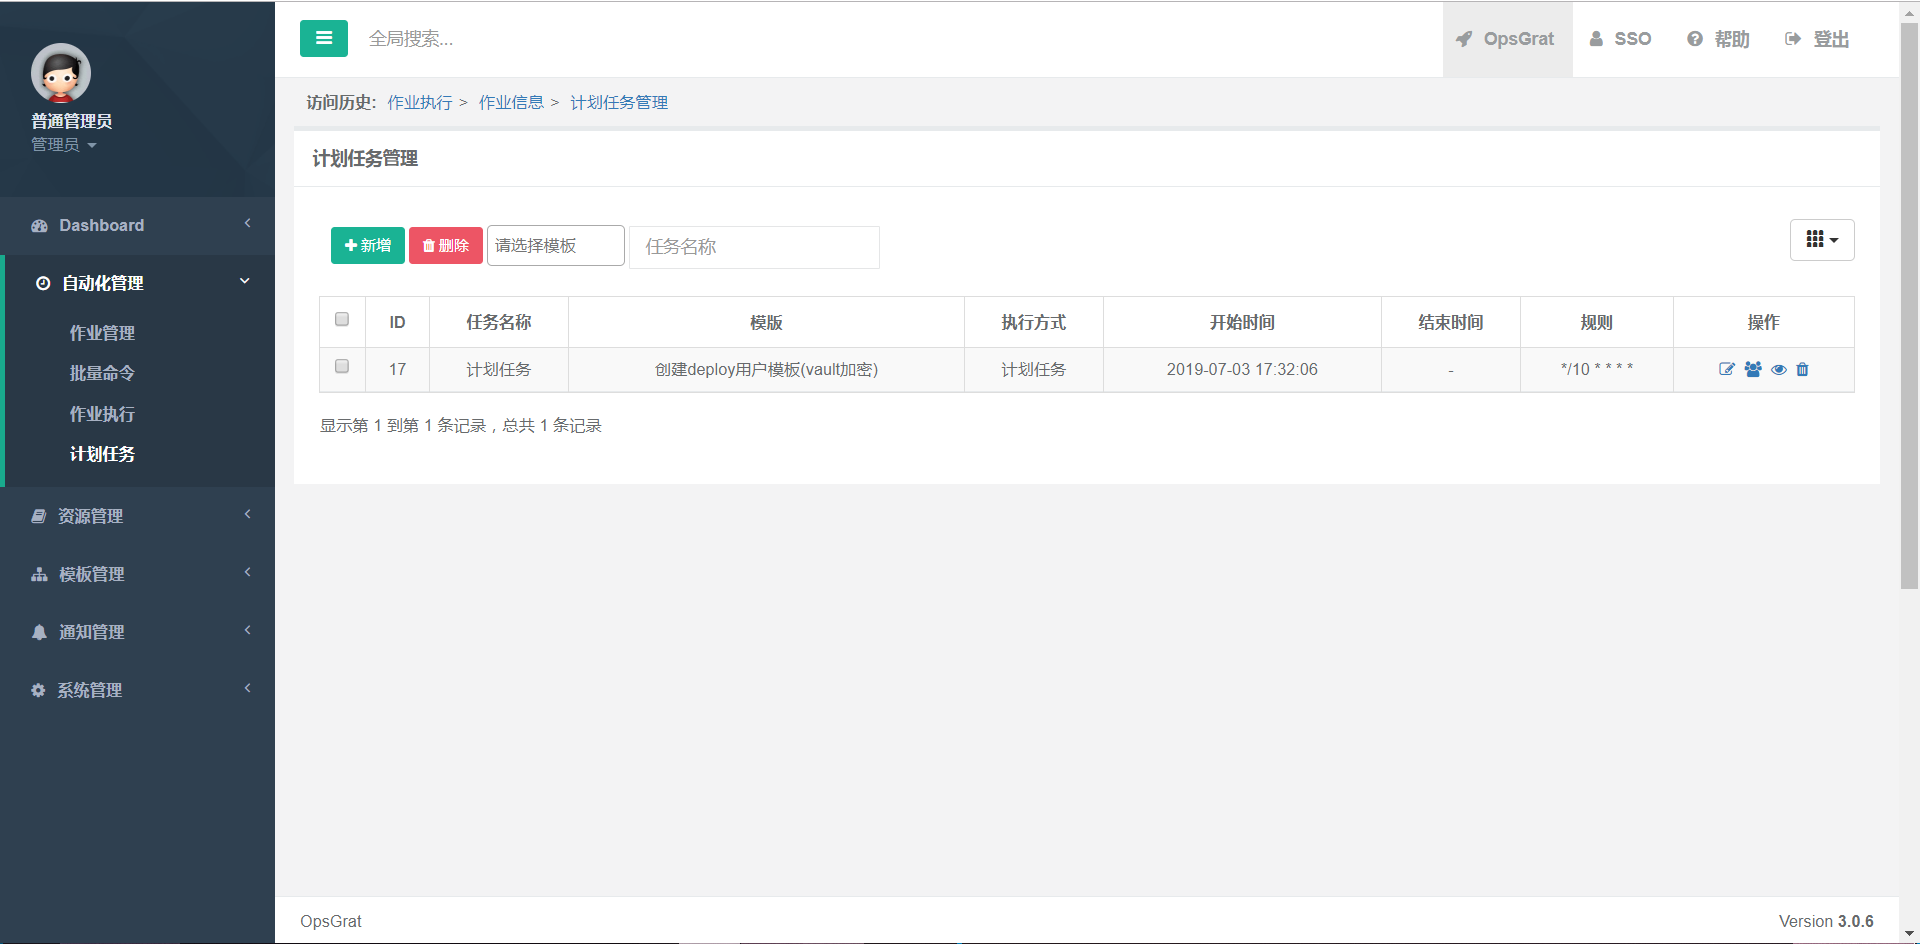 普通管理员
管理员
Dashboard
自动化管理
作业管理
批量命令
作业执行
计划任务
资源管理
模板管理
通知管理
系统管理
全局搜索...
OpsGrat SSO 帮助 登出
访问历史: 作业执行 > 作业信息 > 计划任务管理
计划任务管理
新增 删除 请选择模板 任务名称
ID 任务名称 模版 执行方式 开始时间 结束时间 规则 操作
17 计划任务 创建deploy用户模板(vault加密) 计划任务 2019-07-03 17:32:06 - */10 * * * *
显示第 1 到第 1 条记录，总共 1 条记录
OpsGrat Version 3.0.6